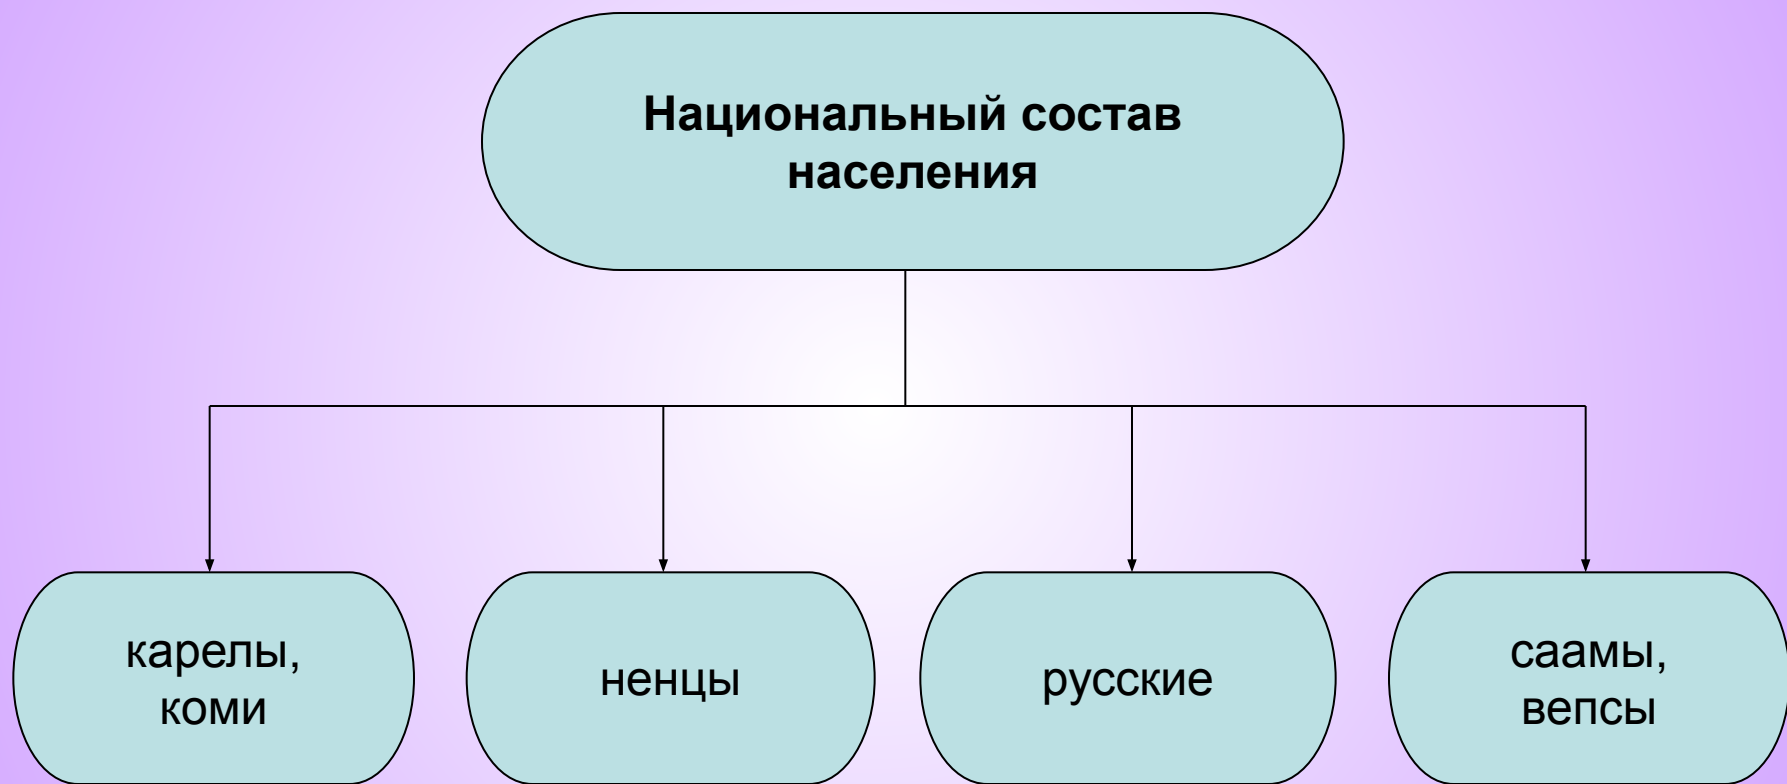 Национальный состав
населения
карелы,
коми
ненцы
русские
саамы,
вепсы